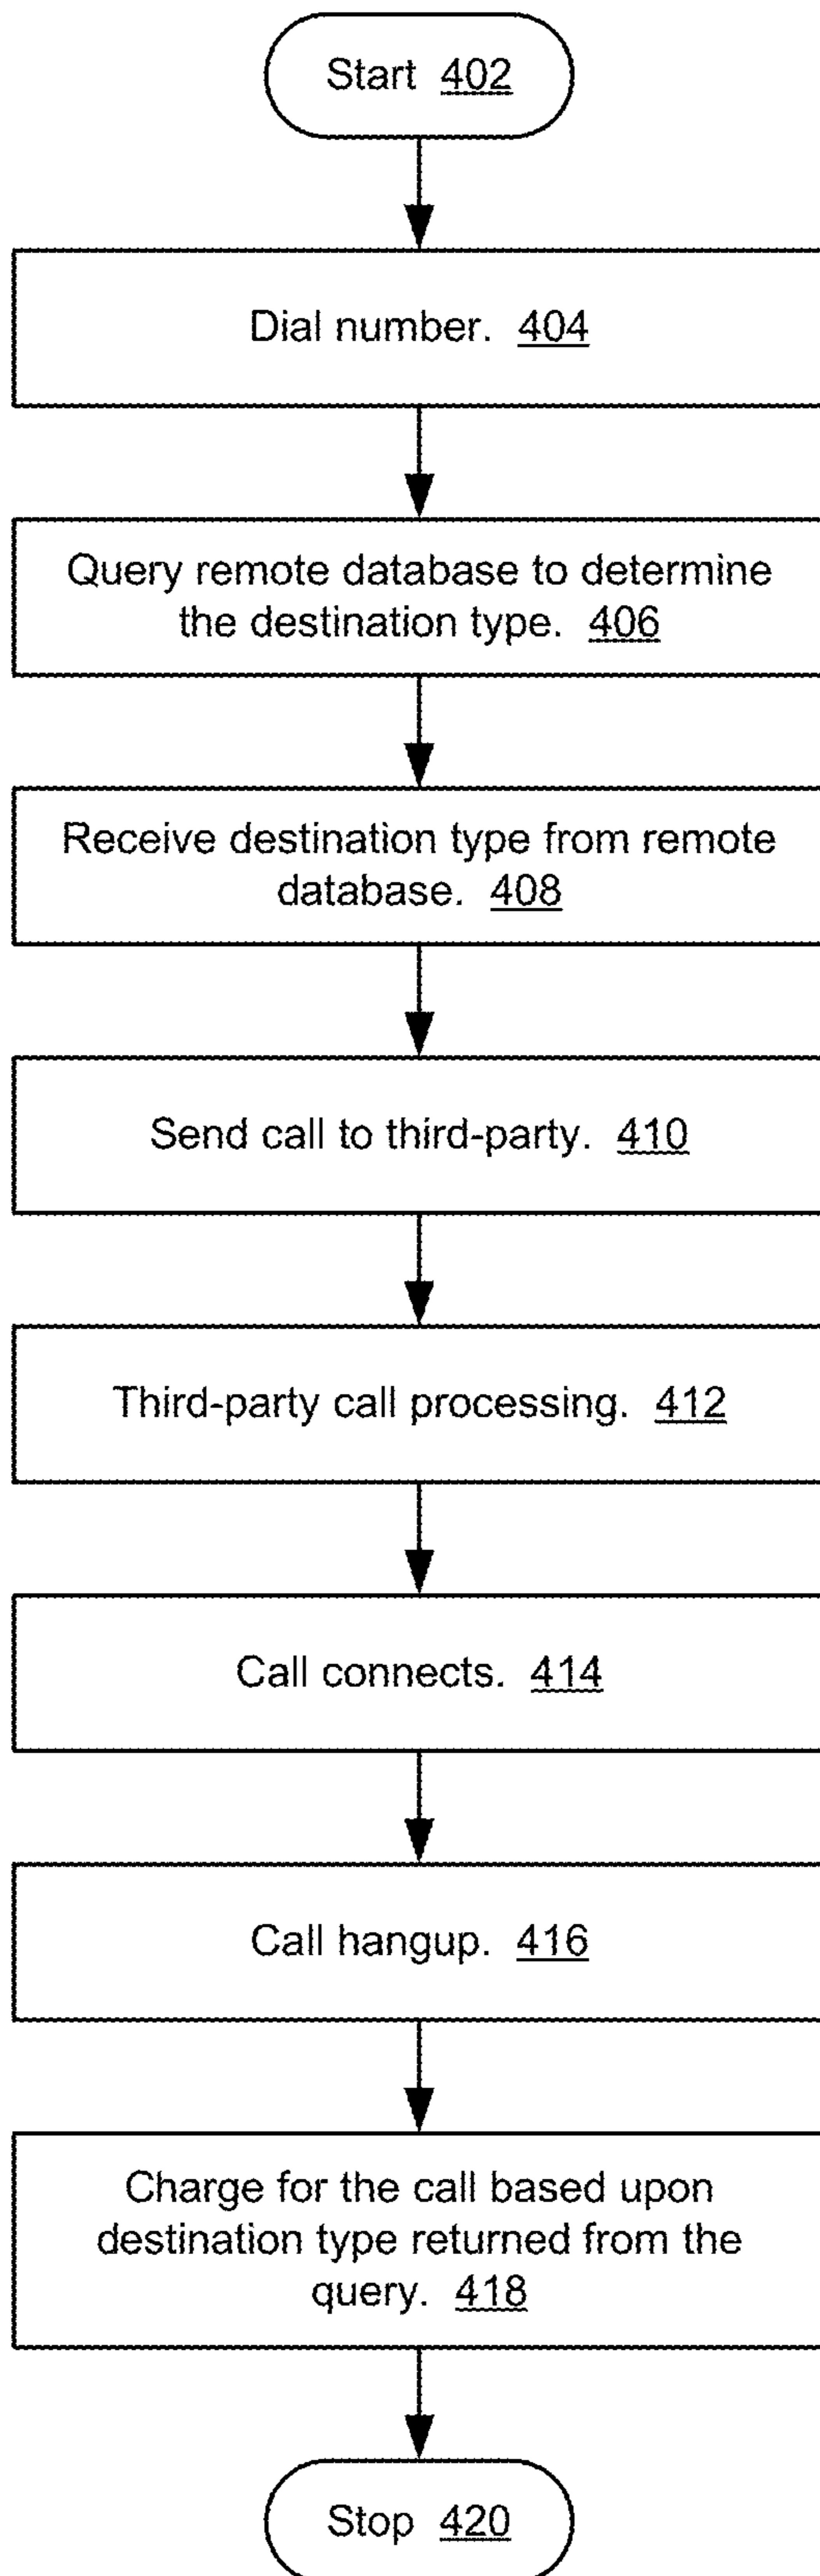 Start 402
Dial number. 404
Query remote database to determine
the destination type. 406
Receive destination type from remote
database. 408
Send call to third-party. 410
Third-party call processing. 412
Call connects. 414
Call hangup. 416
Charge for the call based upon
destination type returned from the
query. 418
Stop 420